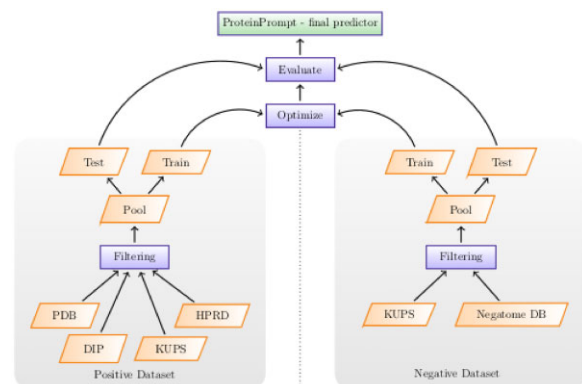 ProteinPrompt - final predictor
Evaluate
Optimize
Test
Train
Train
Test
Pool
Pool
Filtering
Filtering
PDB
HPRD
KUPS
Negatome DB
DIP
KUPS
Positive Dataset
Negative Dataset